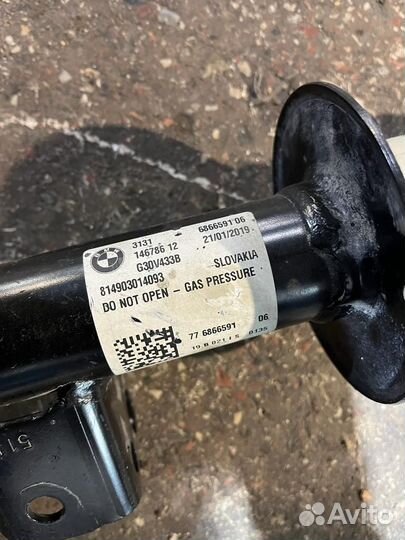 BMW
3131 6866591 06
146786 12 21/01/2019
G30V433B
814903014093 SLOVAKIA
DO NOT OPEN - GAS PRESSURE
77 6866591 06
Avito